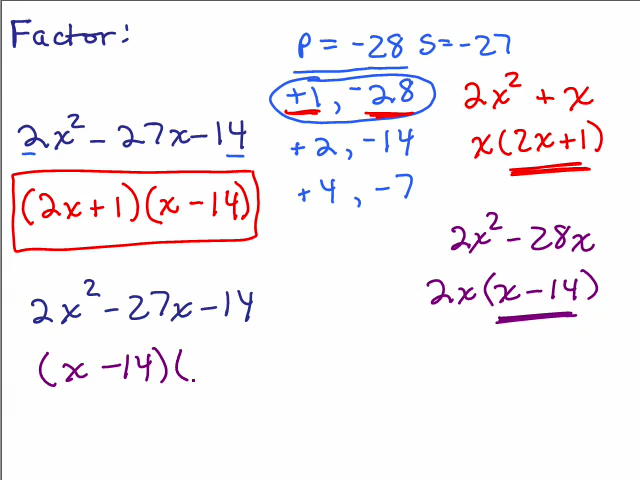 Factor:
P = -28 S = -27
+1, -28
+2, -14
+4, -7
2x² - 27x - 14
(2x + 1)(x - 14)
2x² + x
x(2x + 1)
2x² - 28x
2x(x - 14)
2x² - 27x - 14
(x - 14)(.